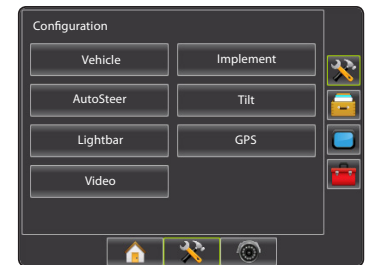 Configuration
Vehicle
Implement
AutoSteer
Tilt
Lightbar
GPS
Video